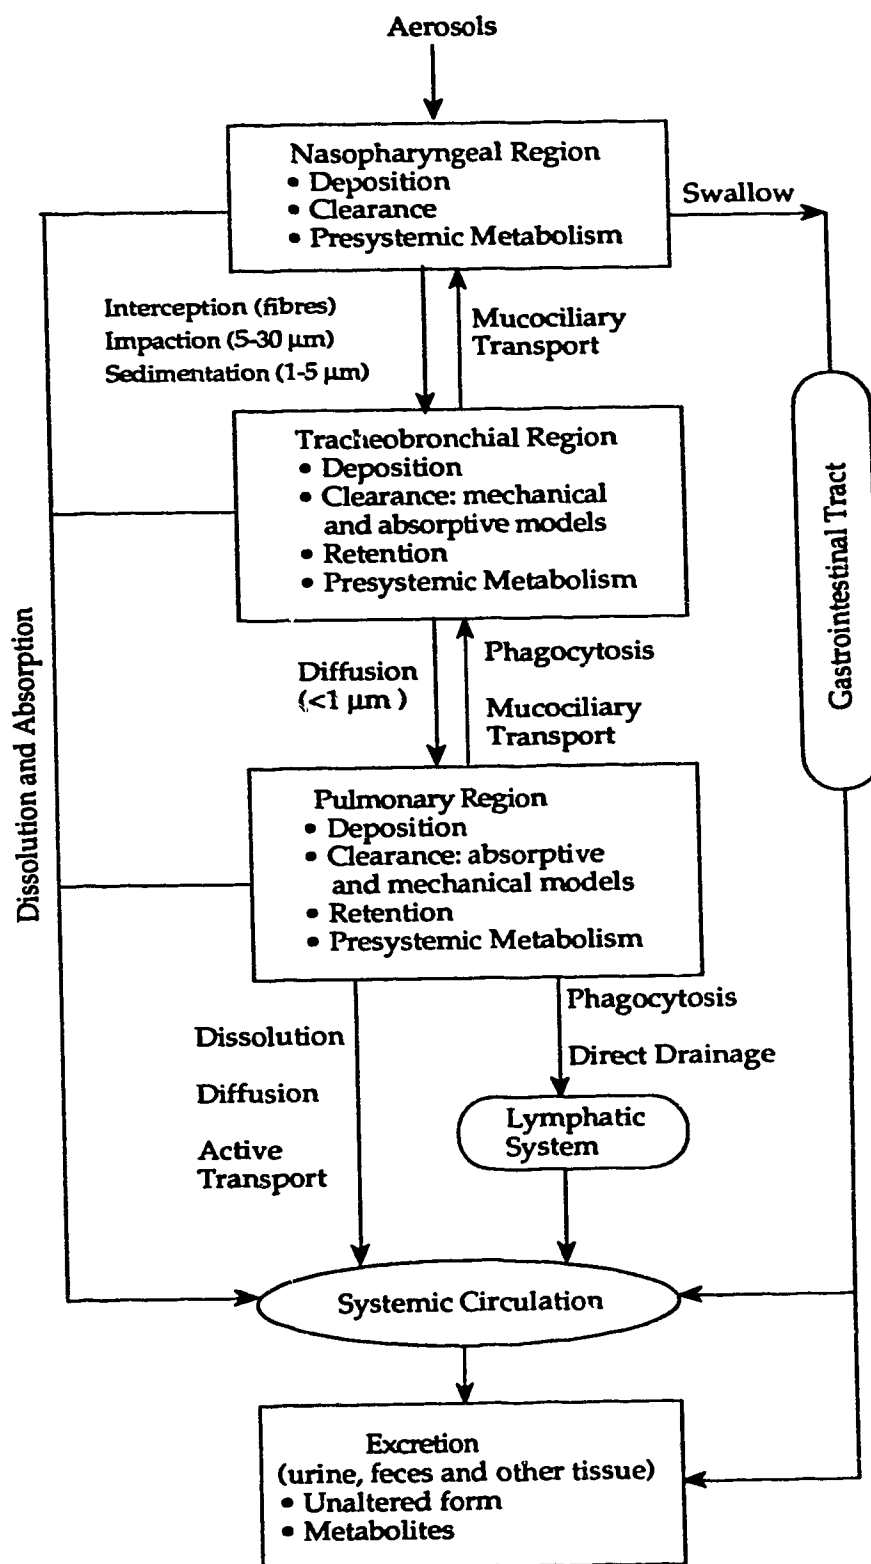 Aerosols
Nasopharyngeal Region
• Deposition
• Clearance
• Presystemic Metabolism
Swallow
Interception (fibres)
Impaction (5-30 μm)
Sedimentation (1-5 μm)
Mucociliary
Transport
Tracheobronchial Region
• Deposition
• Clearance: mechanical
and absorptive models
• Retention
• Presystemic Metabolism
Gastrointestinal Tract
Dissolution and Absorption
Diffusion
(<1 μm )
Phagocytosis
Mucociliary
Transport
Pulmonary Region
• Deposition
• Clearance: absorptive
and mechanical models
• Retention
• Presystemic Metabolism
Dissolution
Diffusion
Active
Transport
Phagocytosis
Direct Drainage
Lymphatic
System
Systemic Circulation
Excretion
(urine, feces and other tissue)
• Unaltered form
• Metabolites